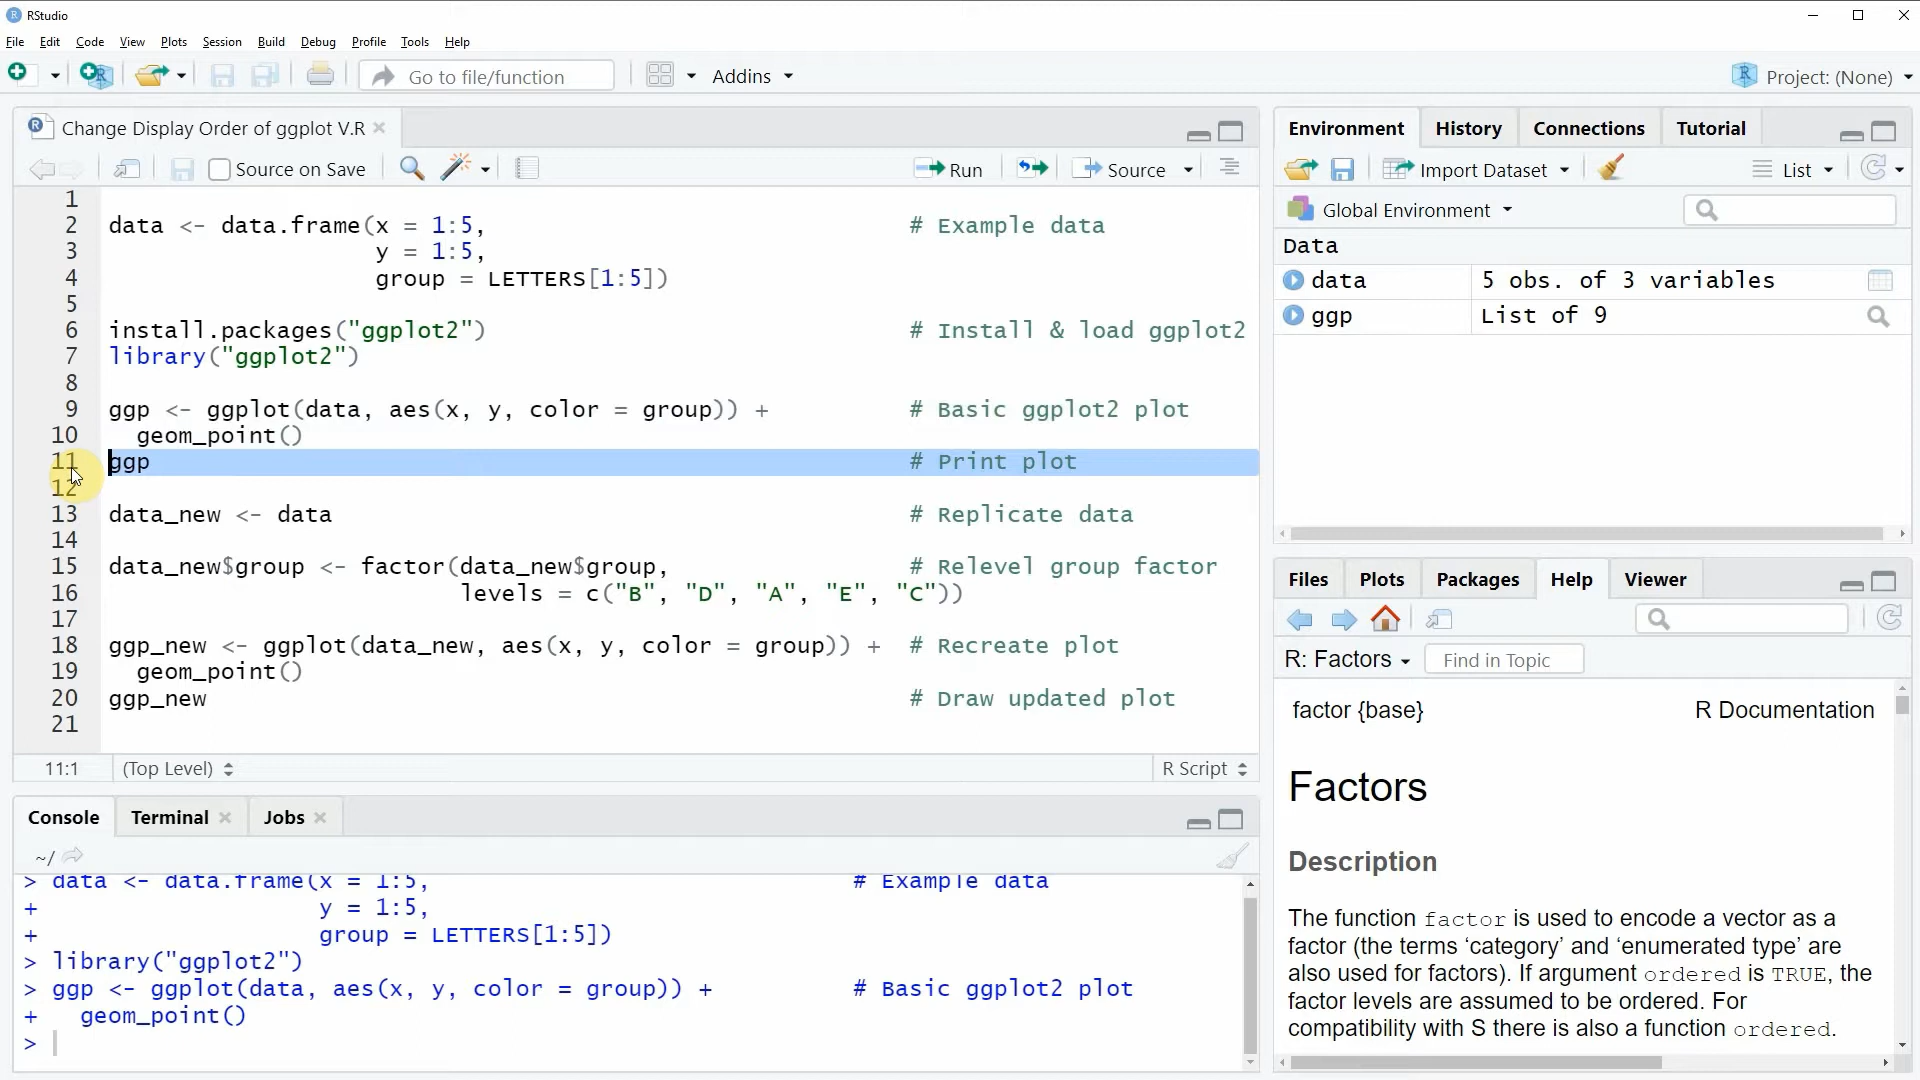 RStudio
File Edit Code View Plots Session Build Debug Profile Tools Help
Go to file/function Addins Project: (None)
Change Display Order of ggplot V.R
Source on Save Run Source
1
2 data <- data.frame(x = 1:5, # Example data
3 y = 1:5,
4 group = LETTERS[1:5])
5
6 install.packages("ggplot2") # Install & load ggplot2
7 library("ggplot2")
8
9 ggp <- ggplot(data, aes(x, y, color = group)) + # Basic ggplot2 plot
10 geom_point()
11 ggp # Print plot
12
13 data_new <- data # Replicate data
14
15 data_new$group <- factor(data_new$group, # Relevel group factor
16 levels = c("B", "D", "A", "E", "C"))
17
18 ggp_new <- ggplot(data_new, aes(x, y, color = group)) + # Recreate plot
19 geom_point()
20 ggp_new # Draw updated plot
21
11:1 (Top Level) R Script
Console Terminal Jobs
~/
> data <- data.frame(x = 1:5, # Example data
+ y = 1:5,
+ group = LETTERS[1:5])
> library("ggplot2")
> ggp <- ggplot(data, aes(x, y, color = group)) + # Basic ggplot2 plot
+ geom_point()
>
Environment History Connections Tutorial
Import Dataset List
Global Environment
Data
data 5 obs. of 3 variables
ggp List of 9
Files Plots Packages Help Viewer
R: Factors Find in Topic
factor {base} R Documentation
Factors
Description
The function factor is used to encode a vector as a
factor (the terms ‘category’ and ‘enumerated type’ are
also used for factors). If argument ordered is TRUE, the
factor levels are assumed to be ordered. For
compatibility with S there is also a function ordered.